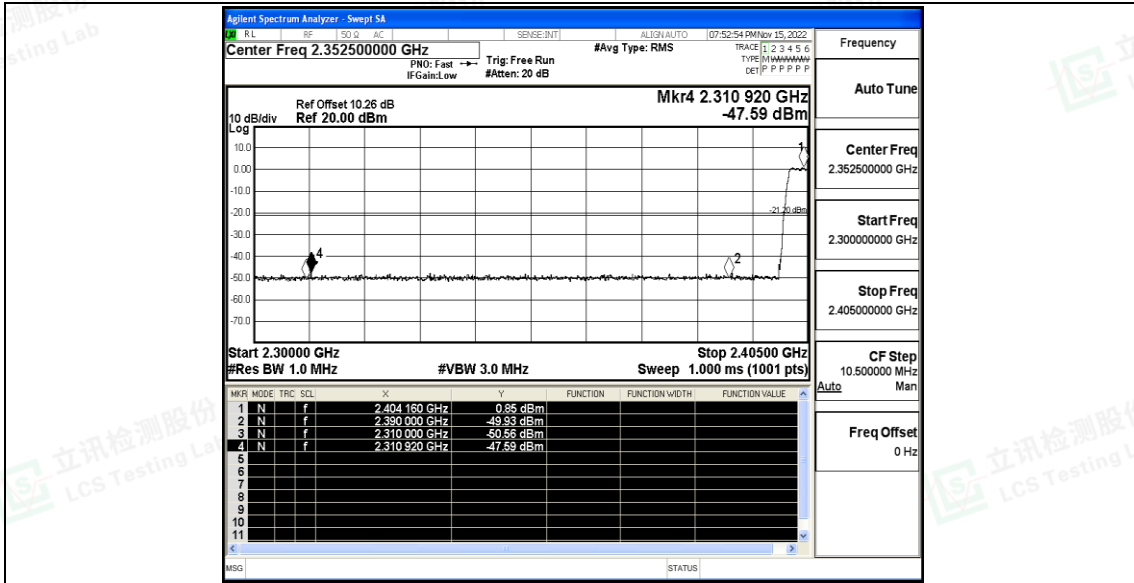 Agilent Spectrum Analyzer - Swept SA
LXI RL RF 50 Ω AC SENSE:INT ALIGNAUTO 07:52:54 PM Nov 15, 2022
Center Freq 2.352500000 GHz
PNO: Fast
IFGain:Low
Trig: Free Run
#Atten: 20 dB
#Avg Type: RMS
TRACE 1 2 3 4 5 6
TYPE M W W W W W
DET P P P P P P
Mkr4 2.310 920 GHz
-47.59 dBm
Ref Offset 10.26 dB
10 dB/div Ref 20.00 dBm
Log
10.0
0.00
-10.0
-20.0
-30.0
-40.0
-50.0
-60.0
-70.0
1
-21.20 dBm
4
2
Start 2.30000 GHz Stop 2.40500 GHz
#Res BW 1.0 MHz #VBW 3.0 MHz Sweep 1.000 ms (1001 pts)
MKR MODE TRC SCL X Y FUNCTION FUNCTION WIDTH FUNCTION VALUE
1 N f 2.404 160 GHz 0.85 dBm
2 N f 2.390 000 GHz -49.93 dBm
3 N f 2.310 000 GHz -50.56 dBm
4 N f 2.310 920 GHz -47.59 dBm
5
6
7
8
9
10
11
MSG STATUS
Frequency
Auto Tune
Center Freq
2.352500000 GHz
Start Freq
2.300000000 GHz
Stop Freq
2.405000000 GHz
CF Step
10.500000 MHz
Auto Man
Freq Offset
0 Hz
立讯检测股份
LCS Testing Lab
立讯检测股份
LCS Testing L